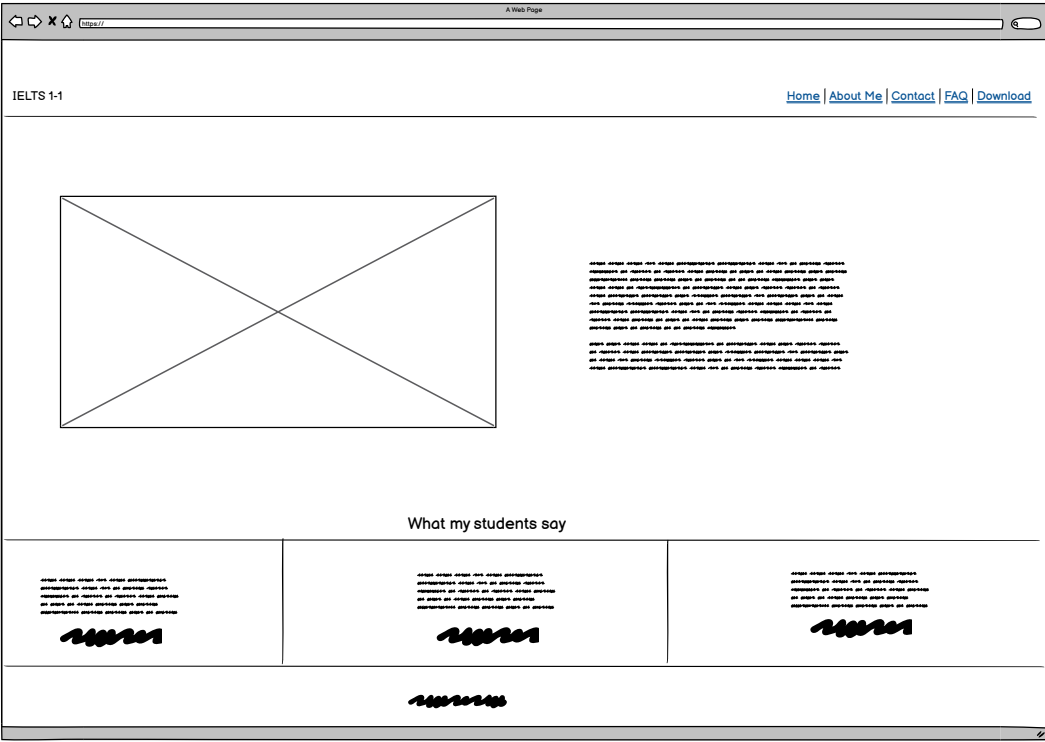 A Web Page
https://
IELTS 1-1
Home | About Me | Contact | FAQ | Download
What my students say